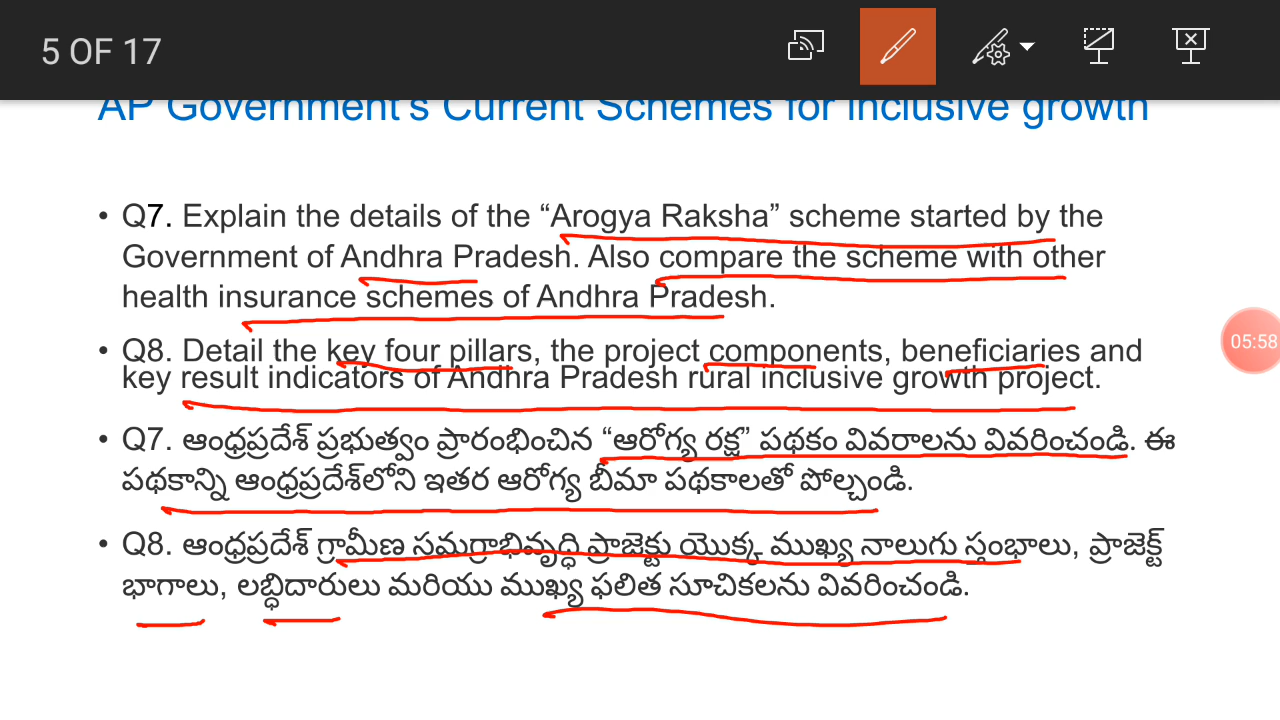 5 OF 17
AP Government's Current Schemes for inclusive growth
• Q7. Explain the details of the “Arogya Raksha” scheme started by the
Government of Andhra Pradesh. Also compare the scheme with other
health insurance schemes of Andhra Pradesh.
05:58
• Q8. Detail the key four pillars, the project components, beneficiaries and
key result indicators of Andhra Pradesh rural inclusive growth project.
• Q7. ఆంధ్రప్రదేశ్ ప్రభుత్వం ప్రారంభించిన “ఆరోగ్య రక్ష” పథకం వివరాలను వివరించండి. ఈ
పథకాన్ని ఆంధ్రప్రదేశ్‌లోని ఇతర ఆరోగ్య బీమా పథకాలతో పోల్చండి.
• Q8. ఆంధ్రప్రదేశ్ గ్రామీణ సమగ్రాభివృద్ధి ప్రాజెక్టు యొక్క ముఖ్య నాలుగు స్తంభాలు, ప్రాజెక్ట్
భాగాలు, లబ్ధిదారులు మరియు ముఖ్య ఫలిత సూచికలను వివరించండి.